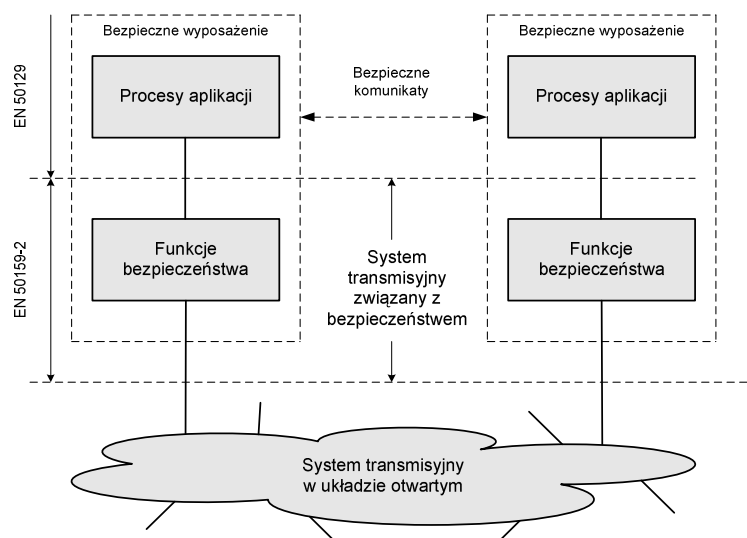 Bezpieczne wyposażenie
Bezpieczne wyposażenie
EN 50129
Procesy aplikacji
Bezpieczne
komunikaty
Procesy aplikacji
EN 50159-2
Funkcje
bezpieczeństwa
System
transmisyjny
związany z
bezpieczeństwem
Funkcje
bezpieczeństwa
System transmisyjny
w układzie otwartym